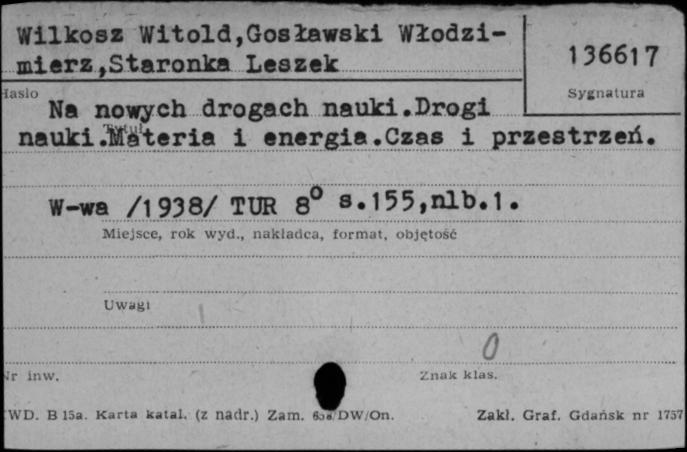 Wilkosz Witold,Gosławski Włodzi-
mierz,Staronka Leszek
136617
Hasło
Sygnatura
Na nowych drogach nauki.Drogi
nauki.Materia i energia.Czas i przestrzeń.
Tytuł
W-wa /1938/ TUR 8° s.155,nlb.1.
Miejsce, rok wyd., nakładca, format, objętość
Uwagi
0
Nr inw.
Znak klas.
WD. B 15a. Karta katal. (z nadr.) Zam. DW/On.
Zakł. Graf. Gdańsk nr 1757